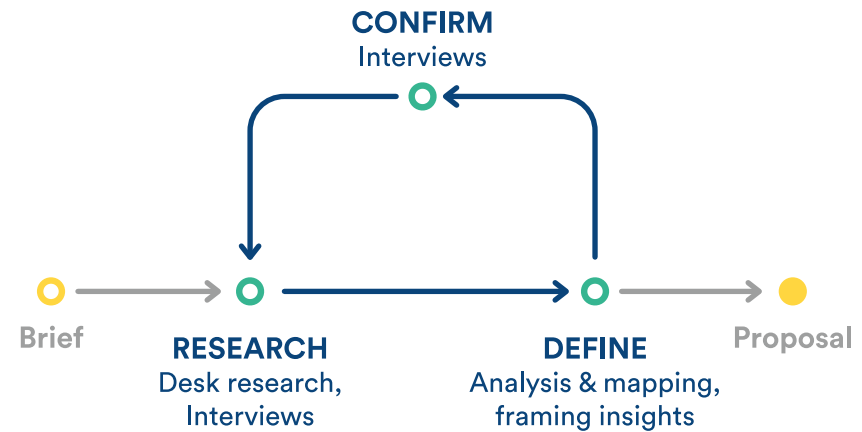 CONFIRM
Interviews
Brief
RESEARCH
Desk research,
Interviews
DEFINE
Analysis & mapping,
framing insights
Proposal